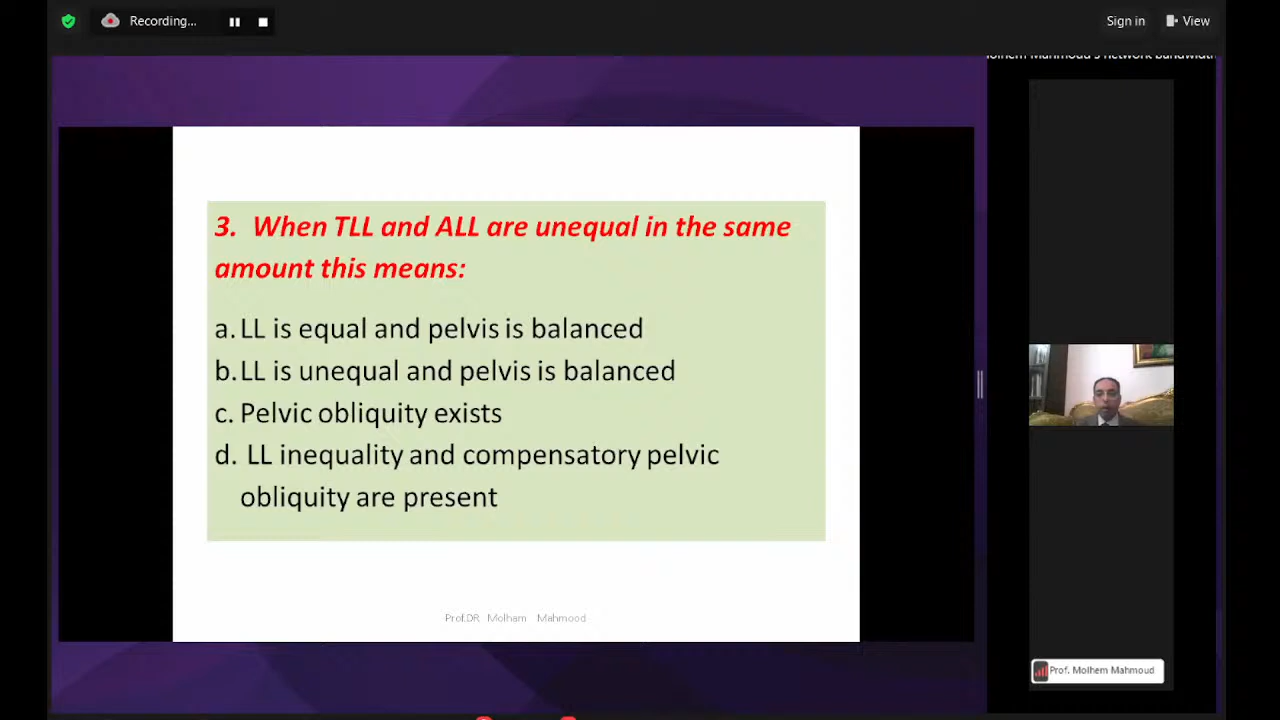 Recording...
Sign in
View
3. When TLL and ALL are unequal in the same
amount this means:
a. LL is equal and pelvis is balanced
b. LL is unequal and pelvis is balanced
c. Pelvic obliquity exists
d. LL inequality and compensatory pelvic
obliquity are present
Prof.DR Molham Mahmood
Prof. Molhem Mahmoud